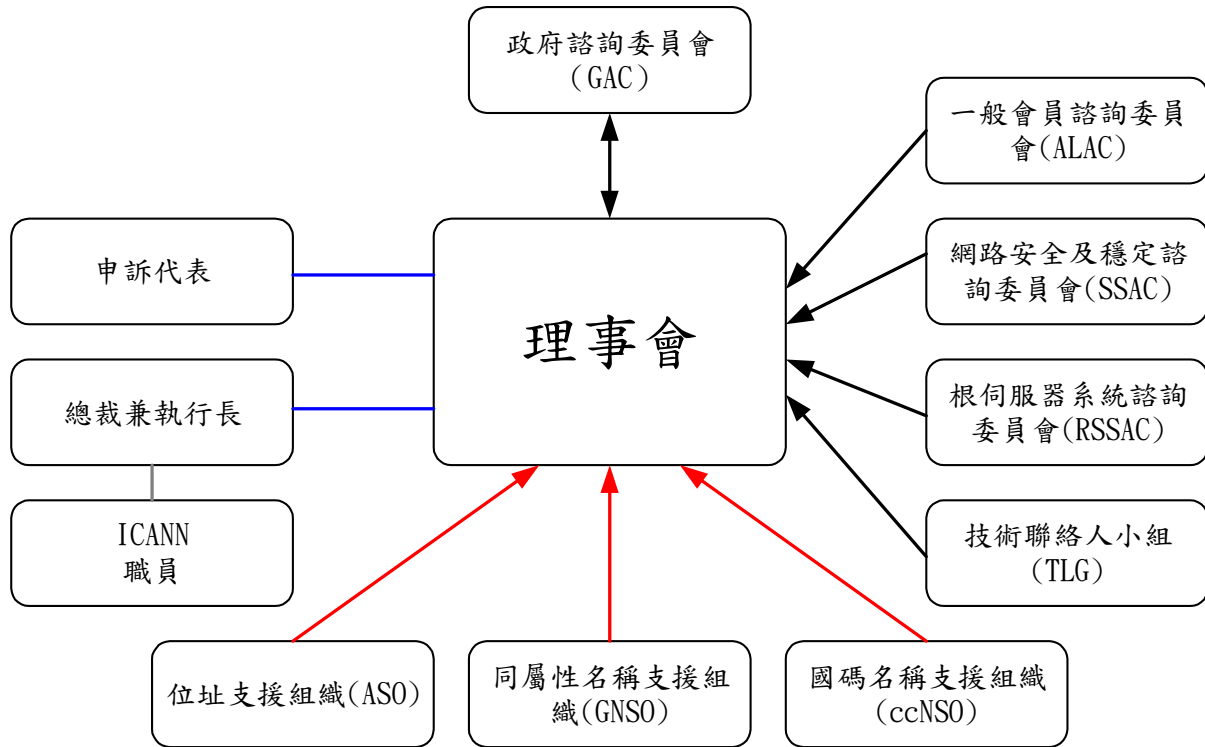 政府諮詢委員會
(GAC)
一般會員諮詢委員
會(ALAC)
申訴代表
理事會
網路安全及穩定諮
詢委員會(SSAC)
總裁兼執行長
根伺服器系統諮詢
委員會(RSSAC)
ICANN
職員
技術聯絡人小組
(TLG)
位址支援組織(ASO)
同屬性名稱支援組
織(GNSO)
國碼名稱支援組織
(ccNSO)